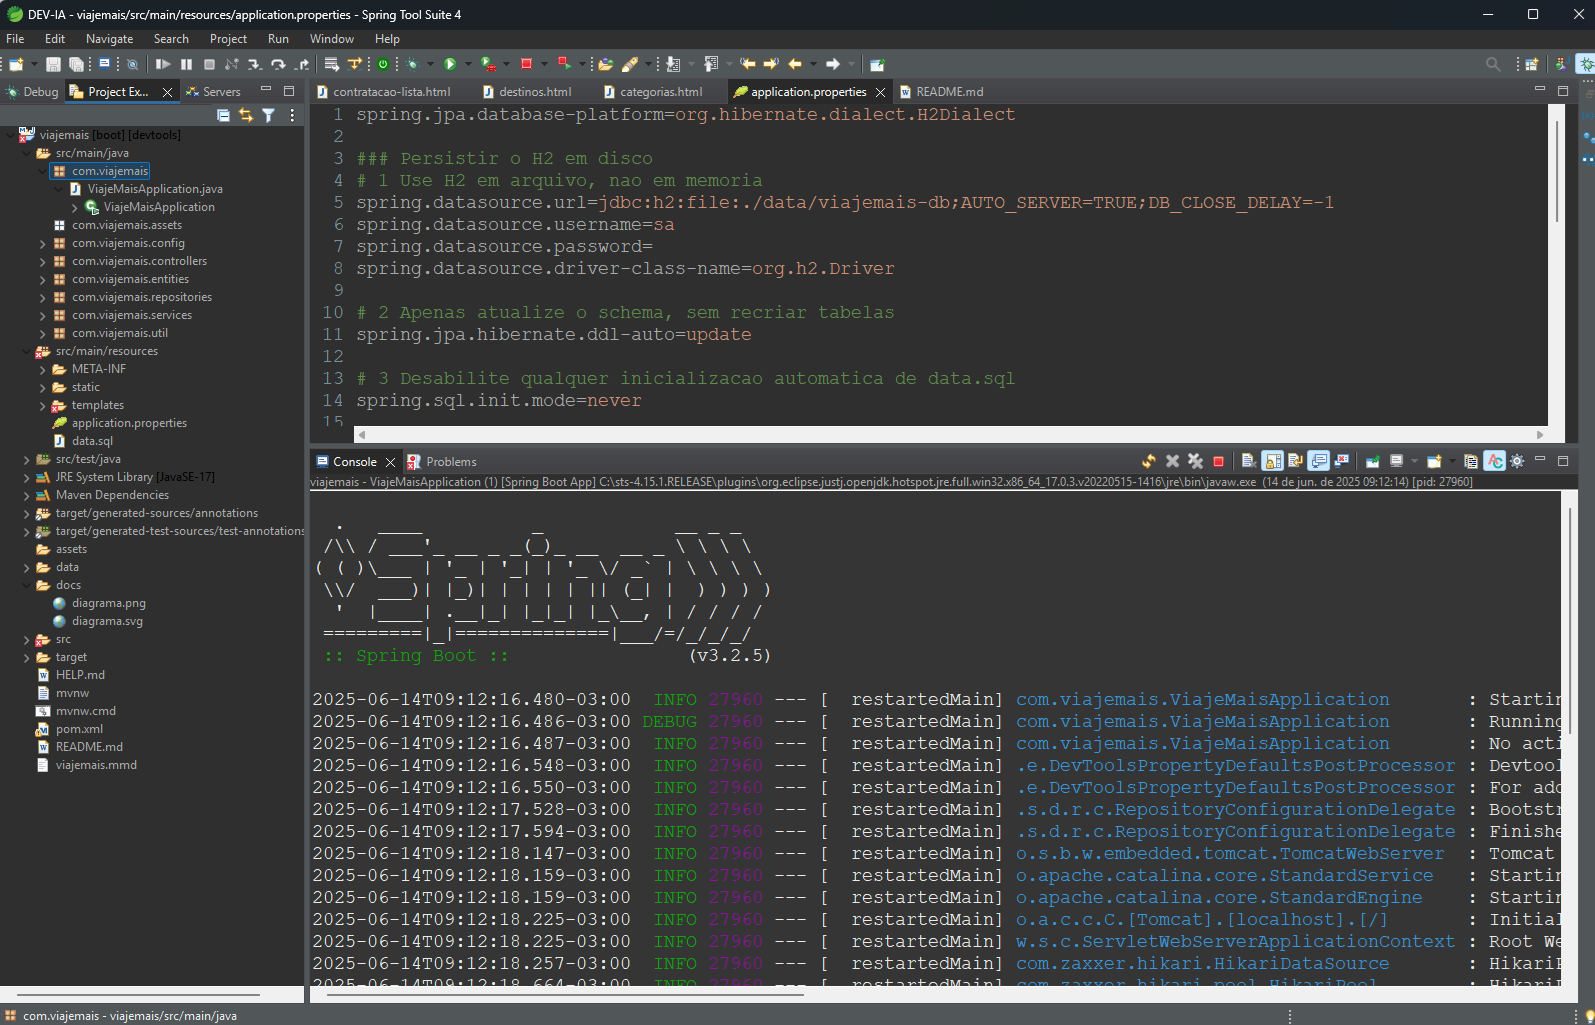 DEV-IA - viajemais/src/main/resources/application.properties - Spring Tool Suite 4
File Edit Navigate Search Project Run Window Help
Debug Project Ex... Servers
viajemais [boot] [devtools]
src/main/java
com.viajemais
ViajeMaisApplication.java
ViajeMaisApplication
com.viajemais.assets
com.viajemais.config
com.viajemais.controllers
com.viajemais.entities
com.viajemais.repositories
com.viajemais.services
com.viajemais.util
src/main/resources
META-INF
static
templates
application.properties
data.sql
src/test/java
JRE System Library [JavaSE-17]
Maven Dependencies
target/generated-sources/annotations
target/generated-test-sources/test-annotations
assets
data
docs
diagrama.png
diagrama.svg
src
target
HELP.md
mvnw
mvnw.cmd
pom.xml
README.md
viajemais.mmd
contratacao-lista.html destinos.html categorias.html application.properties README.md
1 spring.jpa.database-platform=org.hibernate.dialect.H2Dialect
2
3 ### Persistir o H2 em disco
4 # 1 Use H2 em arquivo, nao em memoria
5 spring.datasource.url=jdbc:h2:file:./data/viajemais-db;AUTO_SERVER=TRUE;DB_CLOSE_DELAY=-1
6 spring.datasource.username=sa
7 spring.datasource.password=
8 spring.datasource.driver-class-name=org.h2.Driver
9
10 # 2 Apenas atualize o schema, sem recriar tabelas
11 spring.jpa.hibernate.ddl-auto=update
12
13 # 3 Desabilite qualquer inicializacao automatica de data.sql
14 spring.sql.init.mode=never
15
Console Problems
viajemais - ViajeMaisApplication (1) [Spring Boot App] C:\sts-4.15.1.RELEASE\plugins\org.eclipse.justj.openjdk.hotspot.jre.full.win32.x86_64_17.0.3.v20220515-1416\jre\bin\javaw.exe (14 de jun. de 2025 09:12:14) [pid: 27960]
Spring
:: Spring Boot :: (v3.2.5)
2025-06-14T09:12:16.480-03:00 INFO 27960 --- [ restartedMain] com.viajemais.ViajeMaisApplication : Startin
2025-06-14T09:12:16.486-03:00 DEBUG 27960 --- [ restartedMain] com.viajemais.ViajeMaisApplication : Running
2025-06-14T09:12:16.487-03:00 INFO 27960 --- [ restartedMain] com.viajemais.ViajeMaisApplication : No acti
2025-06-14T09:12:16.548-03:00 INFO 27960 --- [ restartedMain] .e.DevToolsPropertyDefaultsPostProcessor : Devtool
2025-06-14T09:12:16.550-03:00 INFO 27960 --- [ restartedMain] .e.DevToolsPropertyDefaultsPostProcessor : For add
2025-06-14T09:12:17.528-03:00 INFO 27960 --- [ restartedMain] .s.d.r.c.RepositoryConfigurationDelegate : Bootstr
2025-06-14T09:12:17.594-03:00 INFO 27960 --- [ restartedMain] .s.d.r.c.RepositoryConfigurationDelegate : Finishe
2025-06-14T09:12:18.147-03:00 INFO 27960 --- [ restartedMain] o.s.b.w.embedded.tomcat.TomcatWebServer : Tomcat
2025-06-14T09:12:18.159-03:00 INFO 27960 --- [ restartedMain] o.apache.catalina.core.StandardService : Startin
2025-06-14T09:12:18.159-03:00 INFO 27960 --- [ restartedMain] o.apache.catalina.core.StandardEngine : Startin
2025-06-14T09:12:18.225-03:00 INFO 27960 --- [ restartedMain] o.a.c.c.C.[Tomcat].[localhost].[/] : Initial
2025-06-14T09:12:18.225-03:00 INFO 27960 --- [ restartedMain] w.s.c.ServletWebServerApplicationContext : Root We
2025-06-14T09:12:18.257-03:00 INFO 27960 --- [ restartedMain] com.zaxxer.hikari.HikariDataSource : HikariP
2025-06-14T09:12:18.664-03:00 INFO 27960 --- [ restartedMain] com.zaxxer.hikari.pool.HikariPool : HikariP
com.viajemais - viajemais/src/main/java